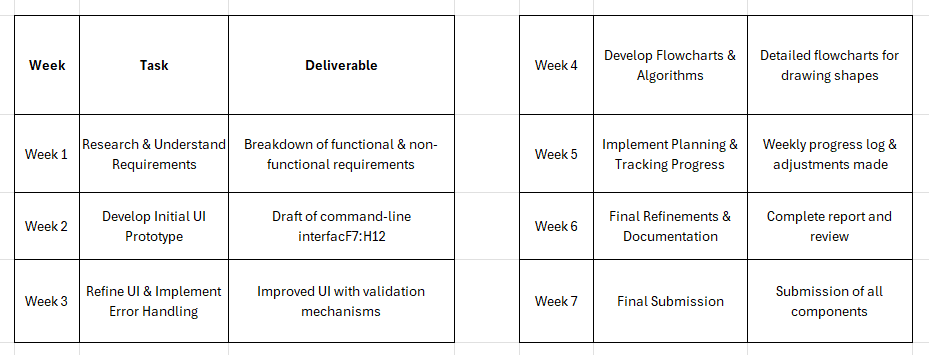 Week Task Deliverable
Week 1 Research & Understand Breakdown of functional & non-
Requirements functional requirements
Week 2 Develop Initial UI Draft of command-line
Prototype interfacF7:H12
Week 3 Refine UI & Implement Improved UI with validation
Error Handling mechanisms
Week 4 Develop Flowcharts & Detailed flowcharts for
Algorithms drawing shapes
Week 5 Implement Planning & Weekly progress log &
Tracking Progress adjustments made
Week 6 Final Refinements & Complete report and
Documentation review
Week 7 Final Submission Submission of all
components